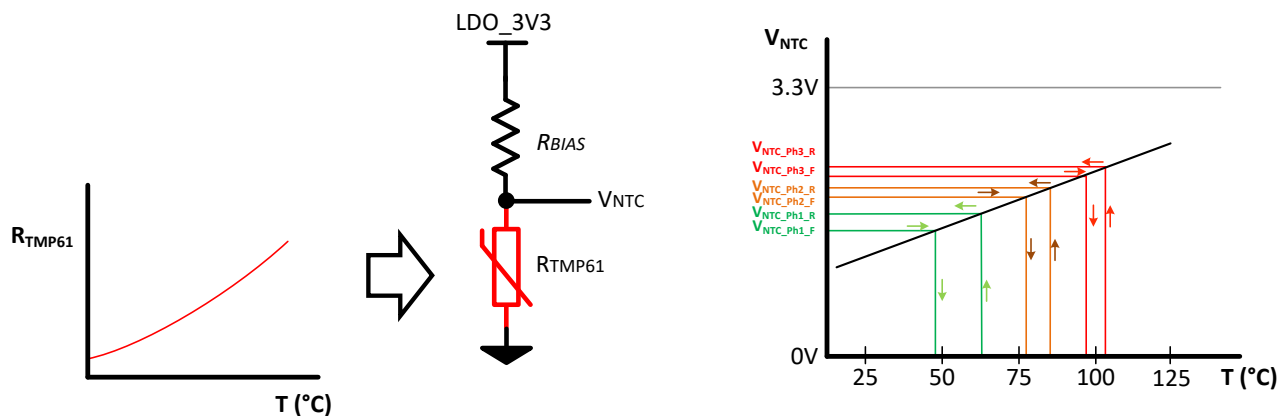 LDO_3V3
RBIAS
VNTC
RTMP61
RTMP61
T (°C)
VNTC
3.3V
VNTC_Ph3_R
VNTC_Ph3_F
VNTC_Ph2_R
VNTC_Ph2_F
VNTC_Ph1_R
VNTC_Ph1_F
0V
25 50 75 100 125 T (°C)